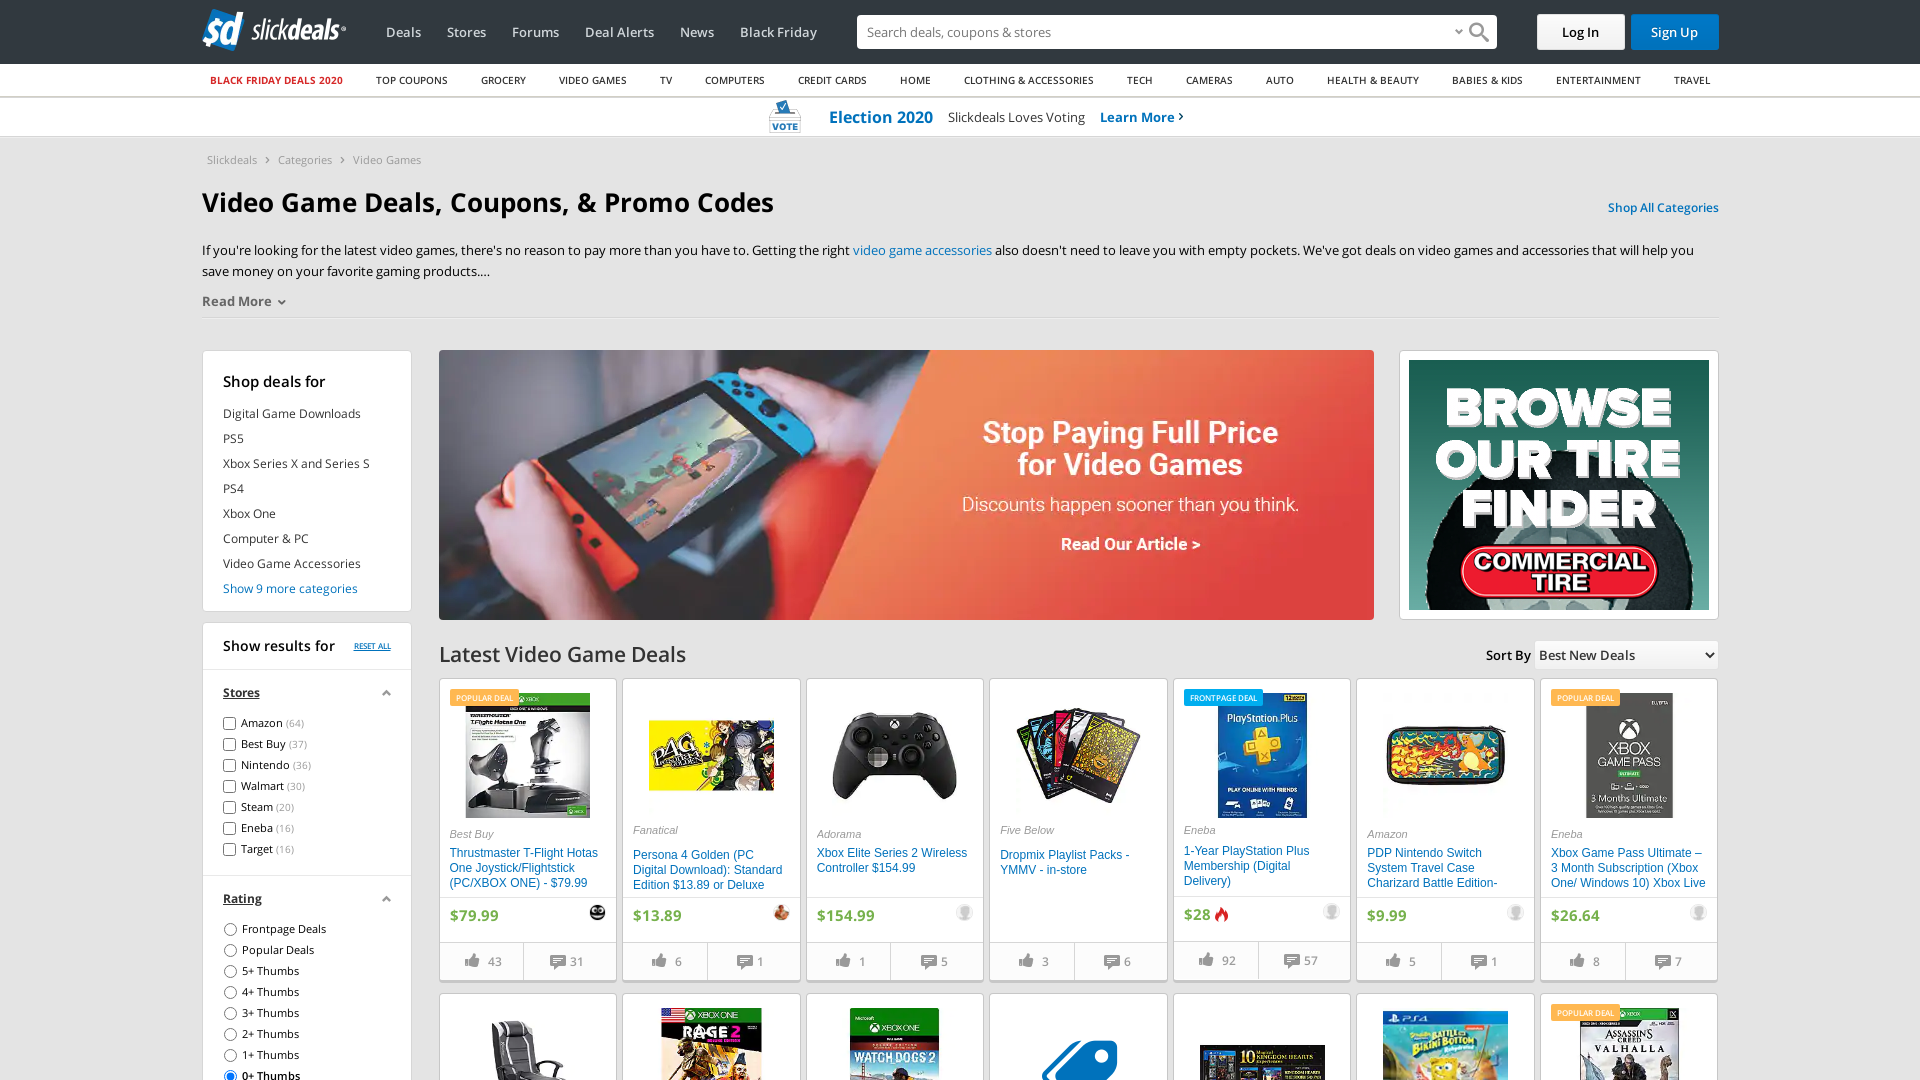 slickdeals
Deals
Stores
Forums
Deal Alerts
News
Black Friday
Search deals, coupons & stores
Log In
Sign Up
BLACK FRIDAY DEALS 2020
TOP COUPONS
GROCERY
VIDEO GAMES
TV
COMPUTERS
CREDIT CARDS
HOME
CLOTHING & ACCESSORIES
TECH
CAMERAS
AUTO
HEALTH & BEAUTY
BABIES & KIDS
ENTERTAINMENT
TRAVEL
VOTE
Election 2020 Slickdeals Loves Voting Learn More
Slickdeals > Categories > Video Games
Video Game Deals, Coupons, & Promo Codes
Shop All Categories
If you're looking for the latest video games, there's no reason to pay more than you have to. Getting the right video game accessories also doesn't need to leave you with empty pockets. We've got deals on video games and accessories that will help you
save money on your favorite gaming products....
Read More
Shop deals for
Digital Game Downloads
PS5
Xbox Series X and Series S
PS4
Xbox One
Computer & PC
Video Game Accessories
Show 9 more categories
Show results for RESET ALL
Stores
Amazon (64)
Best Buy (37)
Nintendo (36)
Walmart (30)
Steam (20)
Eneba (16)
Target (16)
Rating
Frontpage Deals
Popular Deals
5+ Thumbs
4+ Thumbs
3+ Thumbs
2+ Thumbs
1+ Thumbs
0+ Thumbs
Stop Paying Full Price
for Video Games
Discounts happen sooner than you think.
Read Our Article >
BROWSE
OUR TIRE
FINDER
COMMERCIAL
TIRE
Latest Video Game Deals
Sort By Best New Deals
POPULAR DEAL
Best Buy
Thrustmaster T-Flight Hotas
One Joystick/Flightstick
(PC/XBOX ONE) - $79.99
$79.99
43
31
P4G
Fanatical
Persona 4 Golden (PC
Digital Download): Standard
Edition $13.89 or Deluxe
$13.89
6
1
Adorama
Xbox Elite Series 2 Wireless
Controller $154.99
$154.99
1
5
Five Below
Dropmix Playlist Packs -
YMMV - in-store
3
6
FRONTPAGE DEAL
PlayStation Plus
PLAY ONLINE WITH FRIENDS
Eneba
1-Year PlayStation Plus
Membership (Digital
Delivery)
$28
92
57
Amazon
PDP Nintendo Switch
System Travel Case
Charizard Battle Edition-
$9.99
5
1
POPULAR DEAL
XBOX
GAME PASS
ULTIMATE
3 Months Ultimate
Eneba
Xbox Game Pass Ultimate –
3 Month Subscription (Xbox
One/ Windows 10) Xbox Live
$26.64
8
7
XBOX ONE
RAGE 2
XBOX ONE
WATCH DOGS 2
PS4
BIKINI BOTTOM
POPULAR DEAL
ASSASSIN'S
CREED
VALHALLA